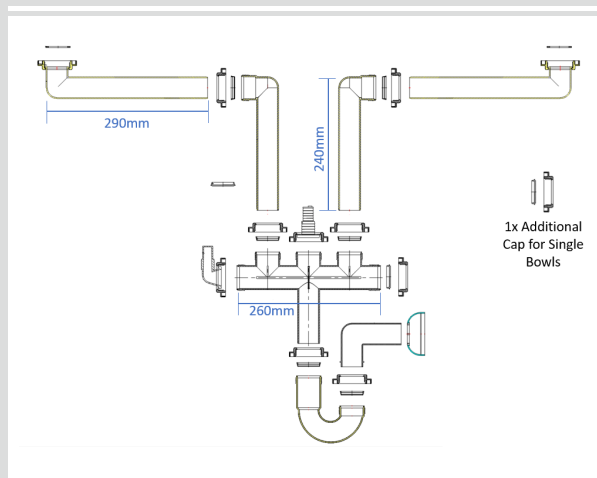 290mm
240mm
1x Additional
Cap for Single
Bowls
260mm